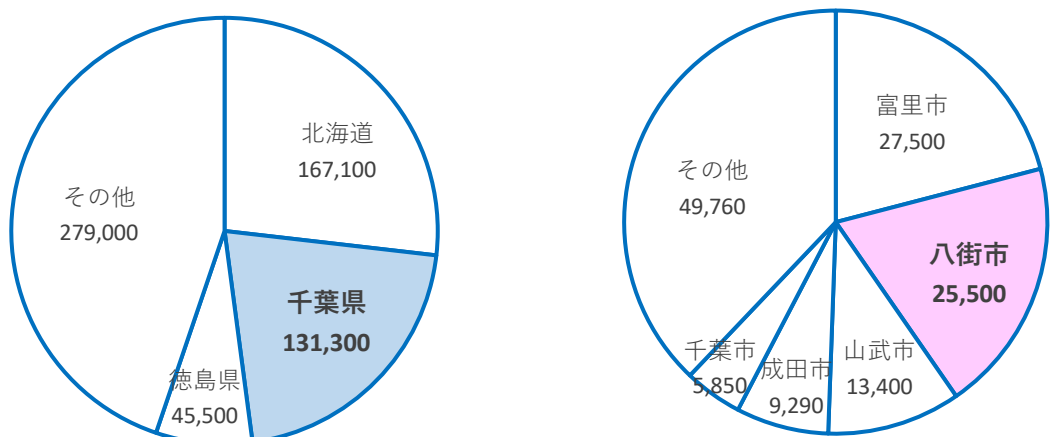 北海道
167,100
千葉県
131,300
徳島県
45,500
その他
279,000
富里市
27,500
八街市
25,500
山武市
13,400
成田市
9,290
千葉市
5,850
その他
49,760